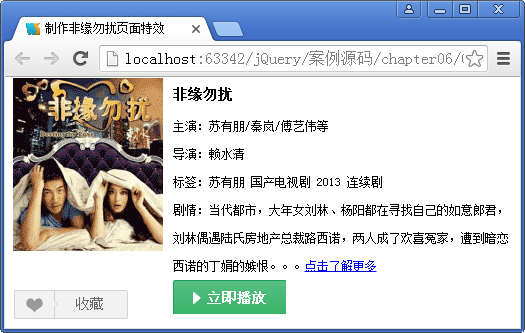 制作非缘勿扰页面特效
localhost:63342/jQuery/案例源码/chapter06/
非缘勿扰
非缘勿扰
主演：苏有朋/秦岚/傅艺伟等
导演：赖水清
标签：苏有朋 国产电视剧 2013 连续剧
剧情：当代都市，大年女刘林、杨阳都在寻找自己的如意郎君，
刘林偶遇陆氏房地产总裁路西诺，两人成了欢喜冤家，遭到暗恋
西诺的丁娟的嫉恨。。。点击了解更多
收藏
立即播放